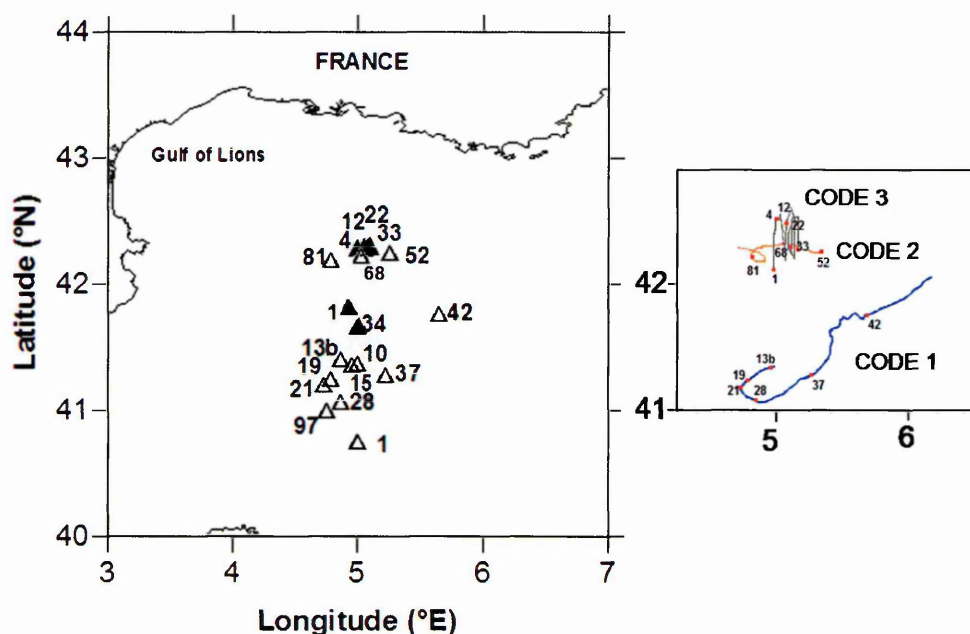 44
FRANCE
43
Gulf of Lions
12 22
4 33
81 52
68
42
1
34
42
13b 10
19 37
21 15
41
28
97
1
40
3 4 5 6 7
Latitude (°N)
Longitude (°E)
CODE 3
12
4
22
CODE 2
68 33
81 52
1
42
42
CODE 1
13b
19 37
21 28
41
5 6